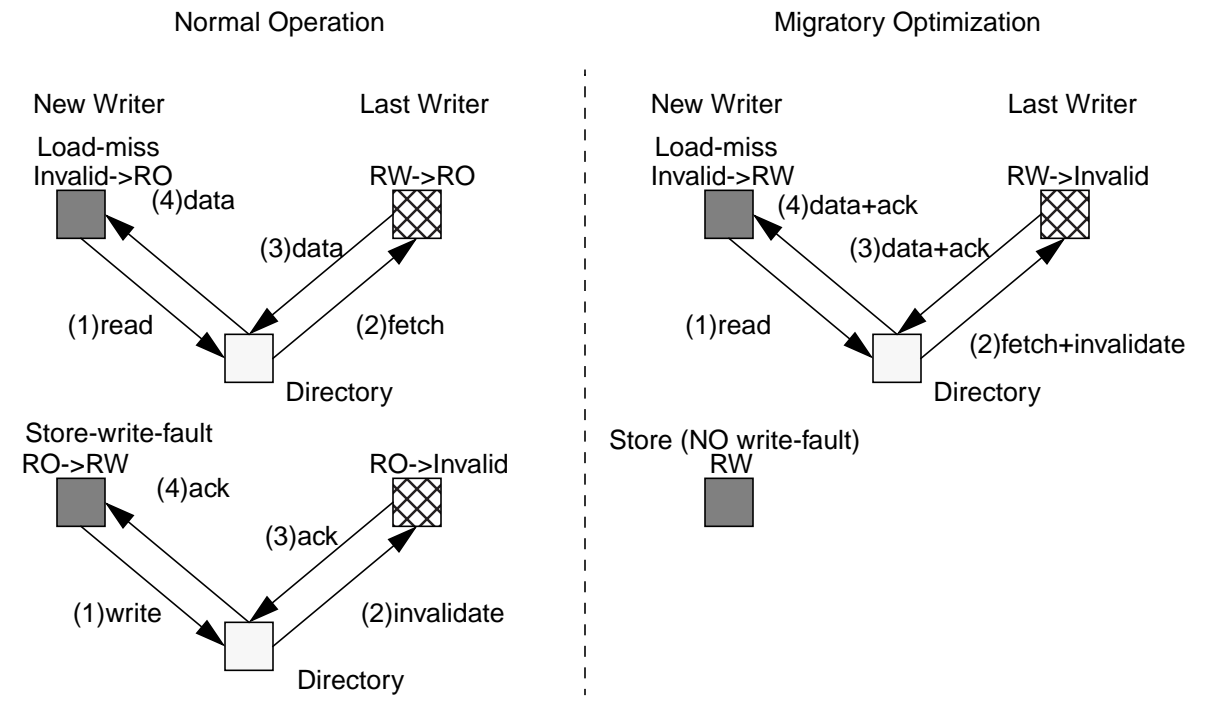 Normal Operation
New Writer
Last Writer
Load-miss
Invalid->RO
RW->RO
(4)data
(3)data
(1)read
(2)fetch
Directory
Store-write-fault
RO->RW
RO->Invalid
(4)ack
(3)ack
(1)write
(2)invalidate
Directory
Migratory Optimization
New Writer
Last Writer
Load-miss
Invalid->RW
RW->Invalid
(4)data+ack
(3)data+ack
(1)read
(2)fetch+invalidate
Directory
Store (NO write-fault)
RW